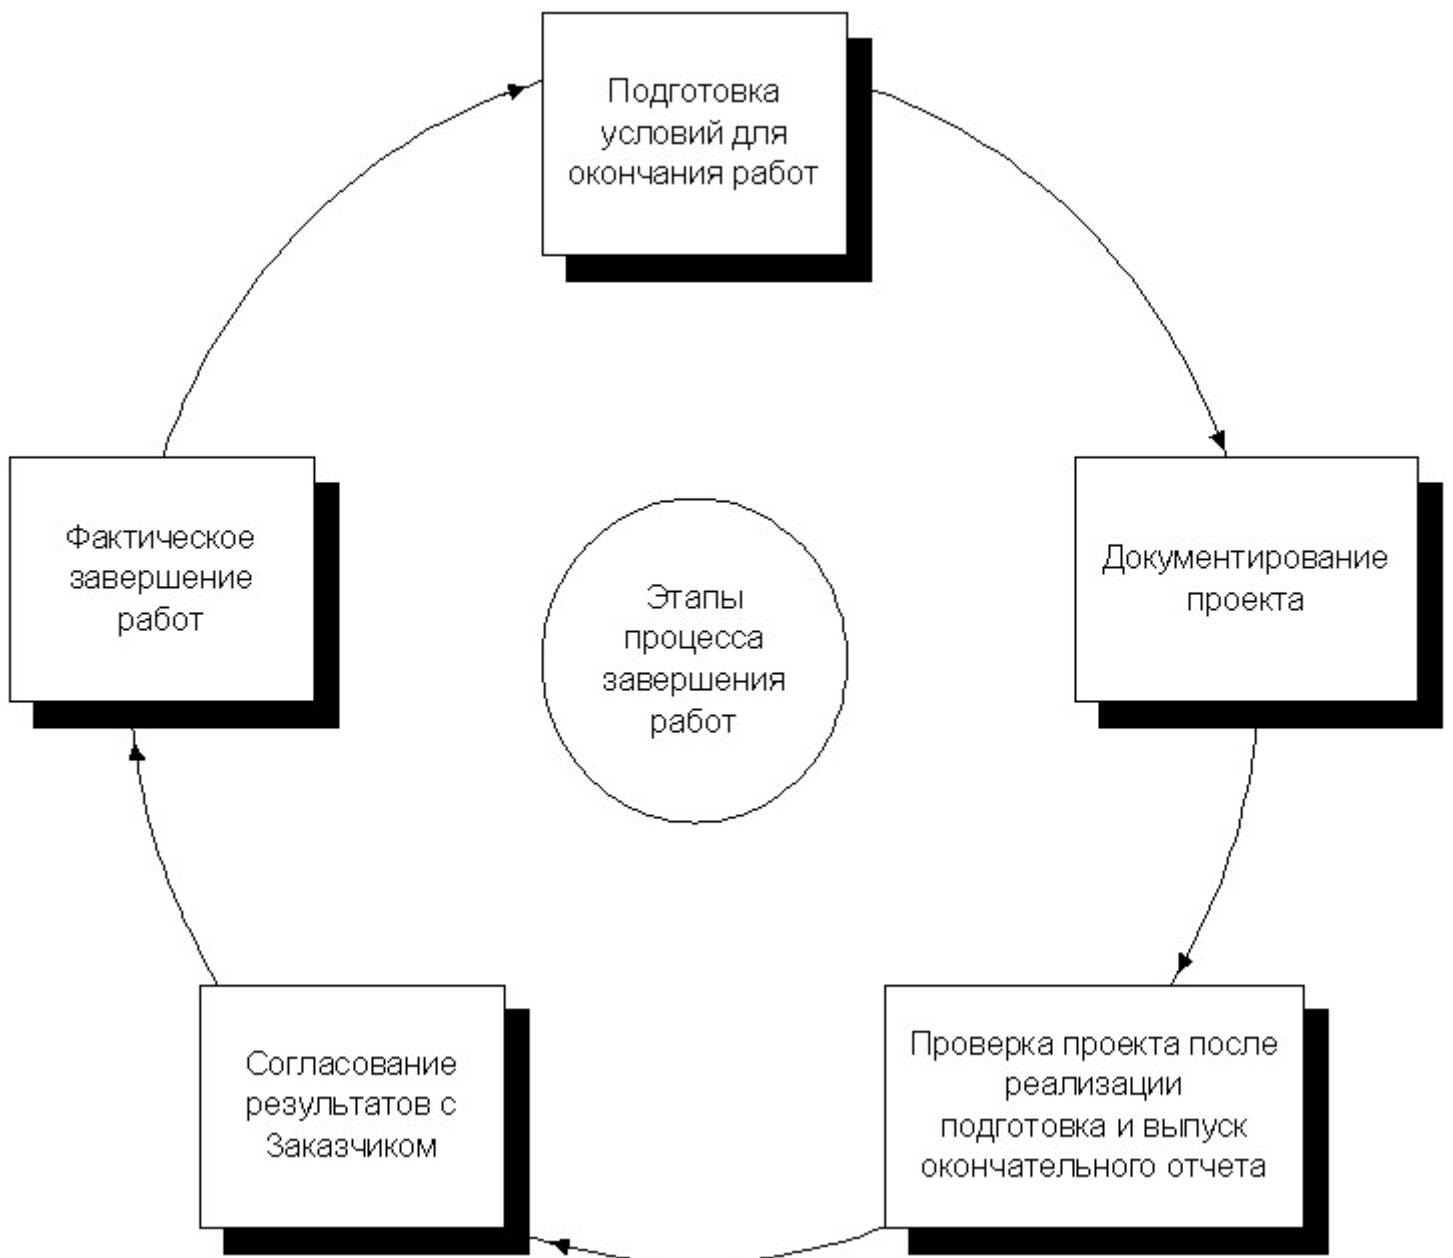 Подготовка
условий для
окончания работ
Фактическое
завершение
работ
Этапы
процесса
завершения
работ
Документирование
проекта
Согласование
результатов с
Заказчиком
Проверка проекта после
реализации
подготовка и выпуск
окончательного отчета